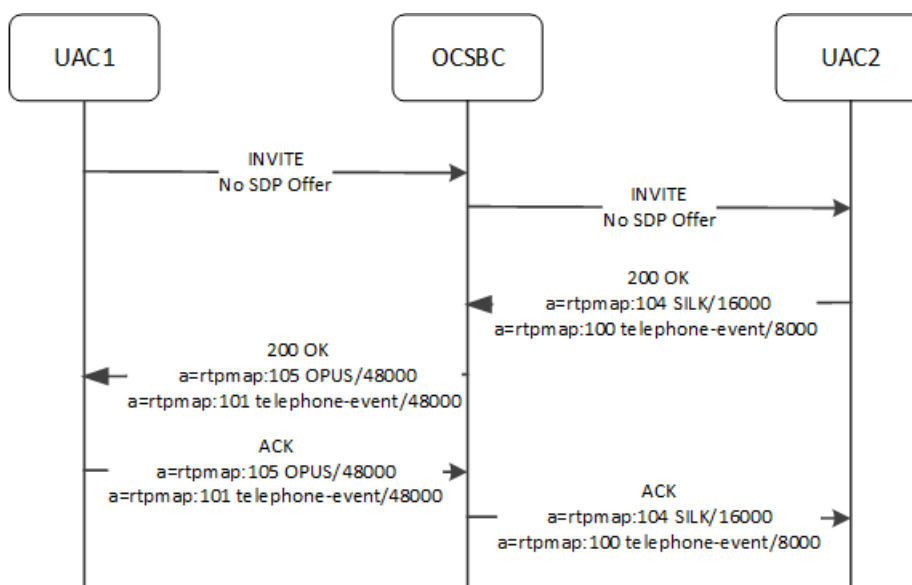 UAC1
OCSBC
UAC2
INVITE
No SDP Offer
INVITE
No SDP Offer
200 OK
a=rtpmap:104 SILK/16000
a=rtpmap:100 telephone-event/8000
200 OK
a=rtpmap:105 OPUS/48000
a=rtpmap:101 telephone-event/48000
ACK
a=rtpmap:105 OPUS/48000
a=rtpmap:101 telephone-event/48000
ACK
a=rtpmap:104 SILK/16000
a=rtpmap:100 telephone-event/8000